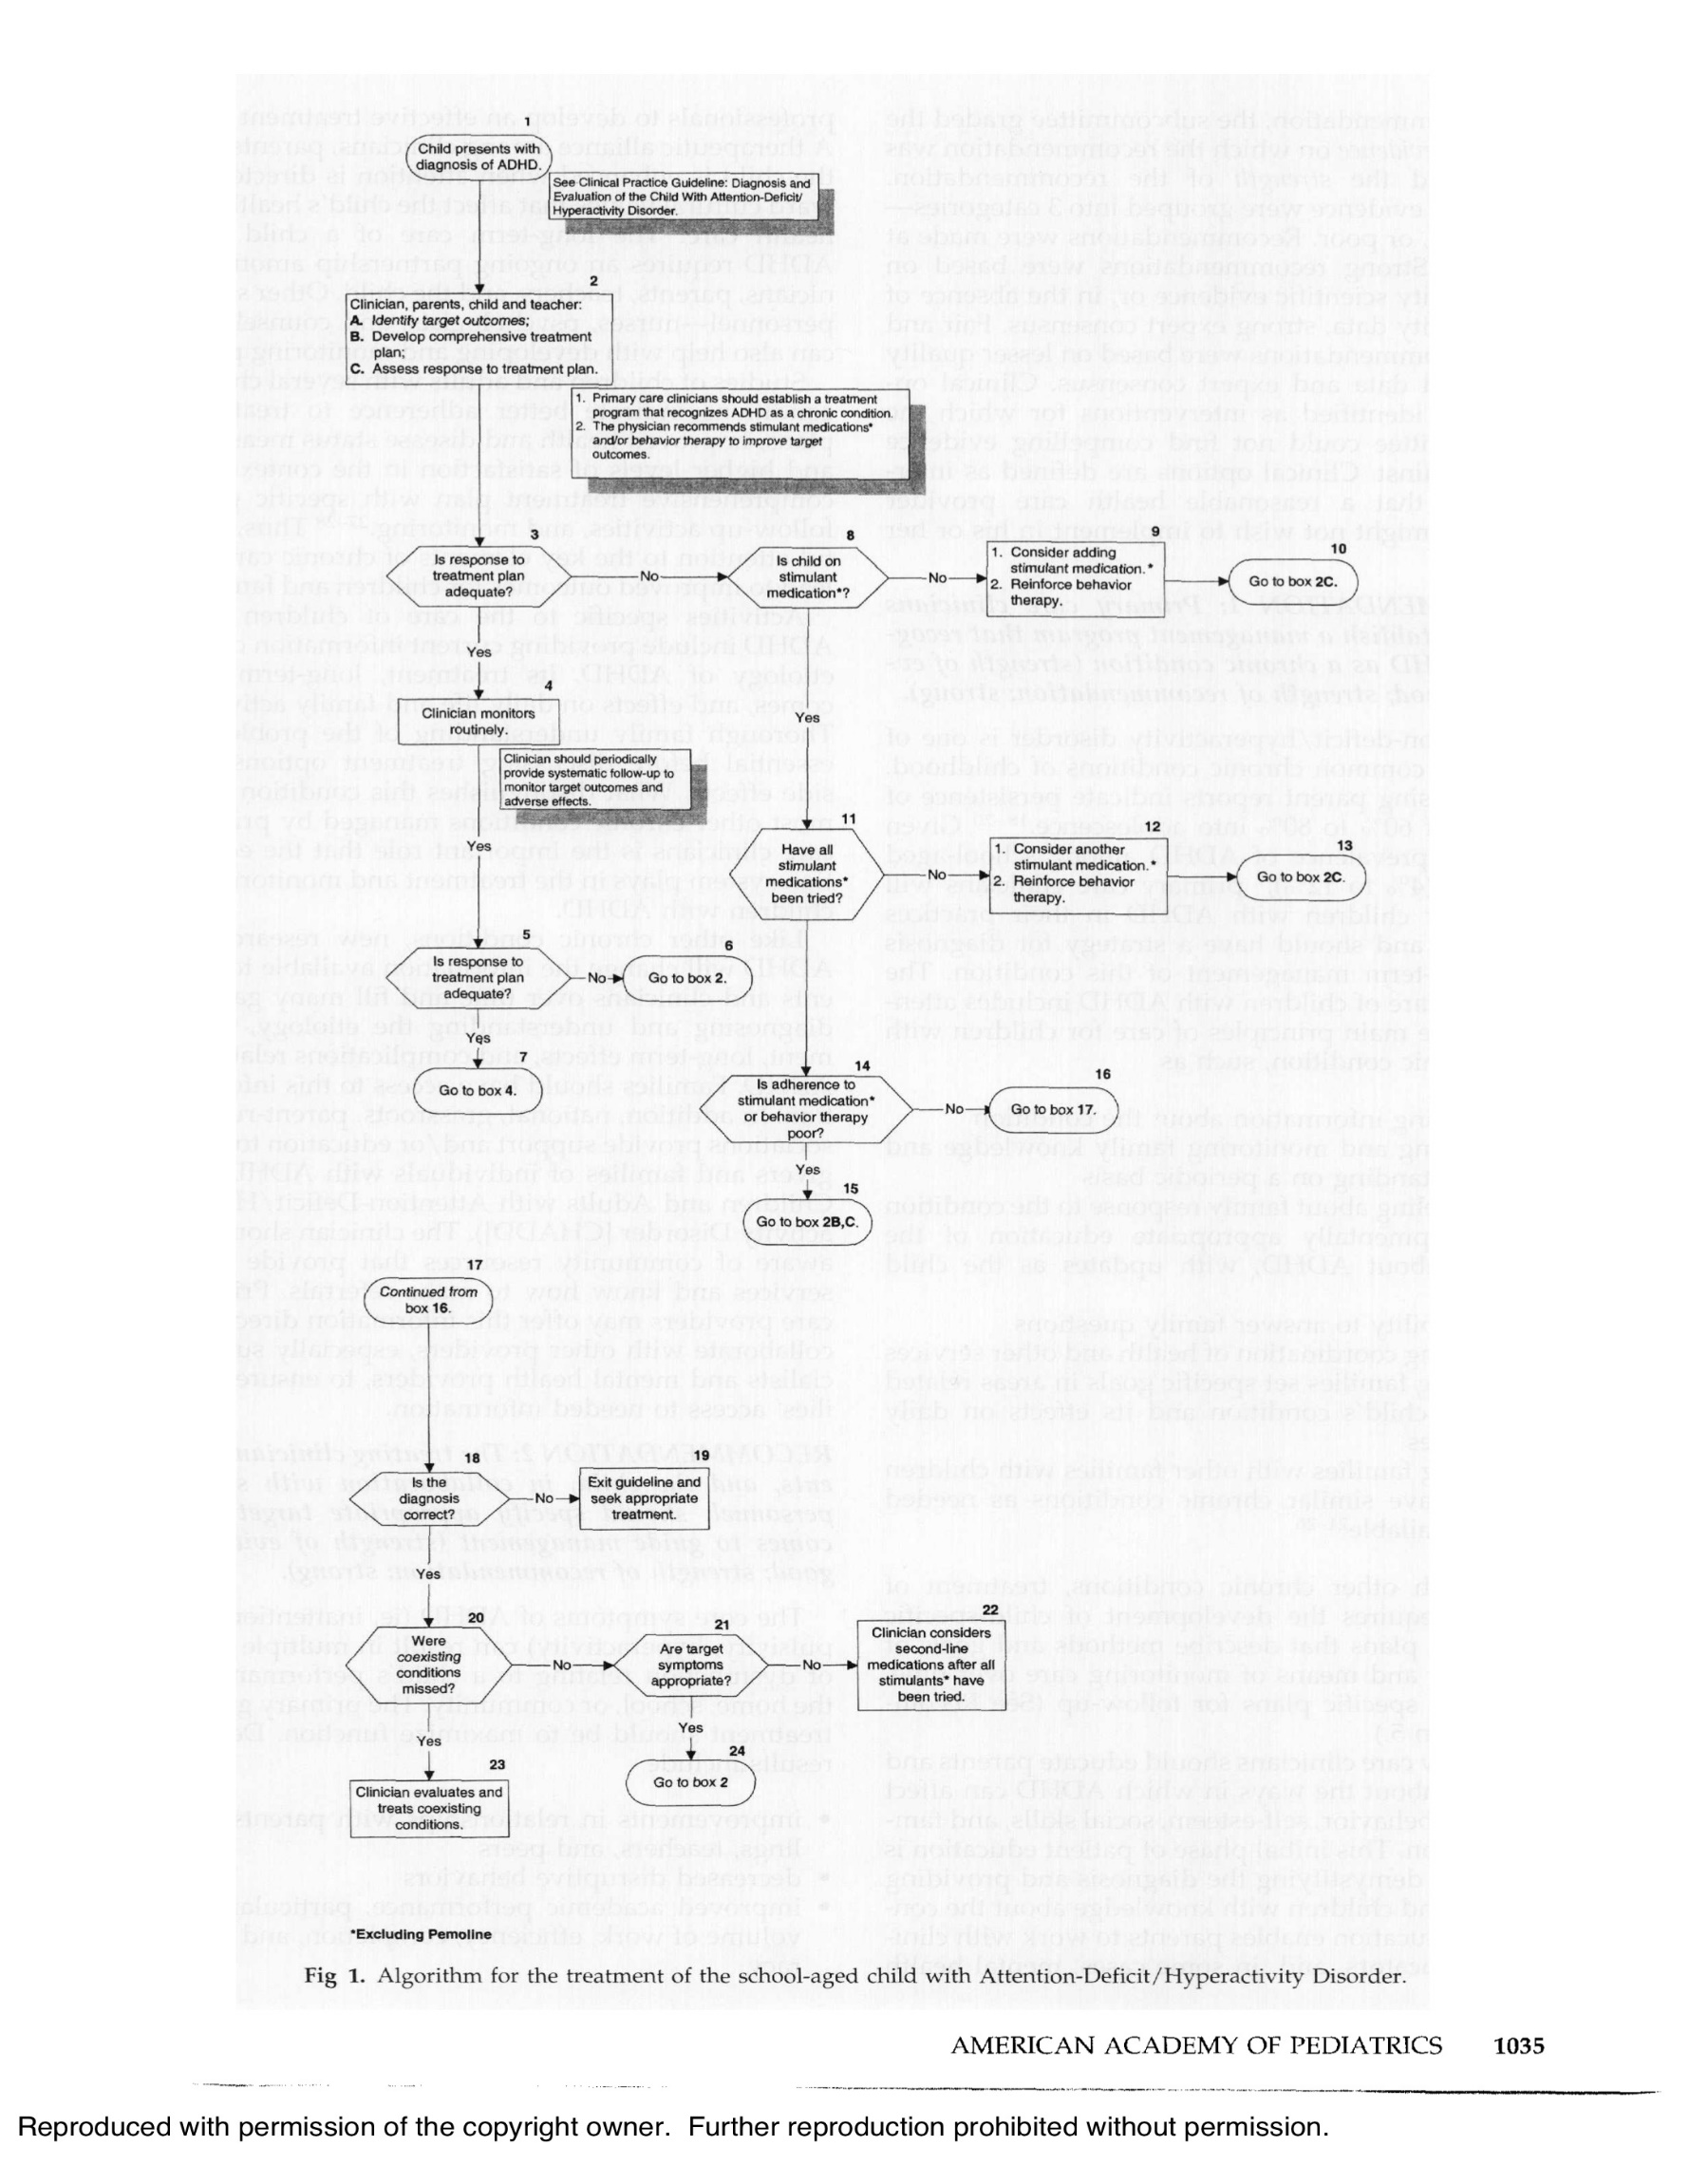 1
Child presents with
diagnosis of ADHD.
See Clinical Practice Guideline: Diagnosis and
Evaluation of the Child With Attention-Deficit/
Hyperactivity Disorder.
2
Clinician, parents, child and teacher:
A. Identify target outcomes;
B. Develop comprehensive treatment
plan;
C. Assess response to treatment plan.
1. Primary care clinicians should establish a treatment
program that recognizes ADHD as a chronic condition.
2. The physician recommends stimulant medications*
and/or behavior therapy to improve target
outcomes.
3
Is response to
treatment plan
adequate?
No
8
Is child on
stimulant
medication*?
No
9
1. Consider adding
stimulant medication.*
2. Reinforce behavior
therapy.
10
Go to box 2C.
Yes
4
Clinician monitors
routinely.
Clinician should periodically
provide systematic follow-up to
monitor target outcomes and
adverse effects.
Yes
Yes
11
Have all
stimulant
medications*
been tried?
No
12
1. Consider another
stimulant medication.*
2. Reinforce behavior
therapy.
13
Go to box 2C.
5
Is response to
treatment plan
adequate?
No
6
Go to box 2.
Yes
7
Go to box 4.
14
Is adherence to
stimulant medication*
or behavior therapy
poor?
No
16
Go to box 17.
Yes
15
Go to box 2B,C.
17
Continued from
box 16.
18
Is the
diagnosis
correct?
No
19
Exit guideline and
seek appropriate
treatment.
Yes
20
Were
coexisting
conditions
missed?
No
21
Are target
symptoms
appropriate?
No
22
Clinician considers
second-line
medications after all
stimulants* have
been tried.
Yes
23
Clinician evaluates and
treats coexisting
conditions.
Yes
24
Go to box 2
*Excluding Pemoline
Fig 1. Algorithm for the treatment of the school-aged child with Attention-Deficit/Hyperactivity Disorder.
AMERICAN ACADEMY OF PEDIATRICS 1035
Reproduced with permission of the copyright owner. Further reproduction prohibited without permission.